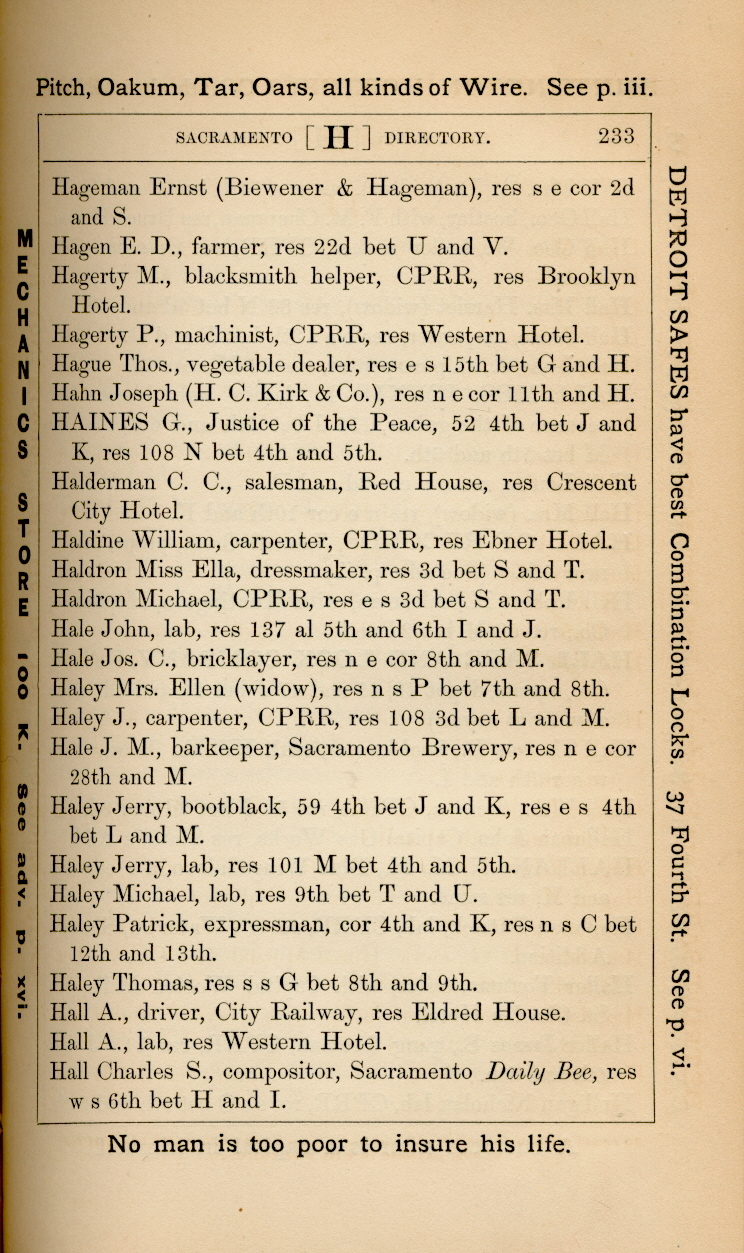 Pitch, Oakum, Tar, Oars, all kinds of Wire. See p. iii.
SACRAMENTO [ H ] DIRECTORY. 233
Hageman Ernst (Biewener & Hageman), res s e cor 2d
and S.
Hagen E. D., farmer, res 22d bet U and V.
Hagerty M., blacksmith helper, CPRR, res Brooklyn
Hotel.
Hagerty P., machinist, CPRR, res Western Hotel.
Hague Thos., vegetable dealer, res e s 15th bet G and H.
Hahn Joseph (H. C. Kirk & Co.), res n e cor 11th and H.
HAINES G., Justice of the Peace, 52 4th bet J and
K, res 108 N bet 4th and 5th.
Halderman C. C., salesman, Red House, res Crescent
City Hotel.
Haldine William, carpenter, CPRR, res Ebner Hotel.
Haldron Miss Ella, dressmaker, res 3d bet S and T.
Haldron Michael, CPRR, res e s 3d bet S and T.
Hale John, lab, res 137 al 5th and 6th I and J.
Hale Jos. C., bricklayer, res n e cor 8th and M.
Haley Mrs. Ellen (widow), res n s P bet 7th and 8th.
Haley J., carpenter, CPRR, res 108 3d bet L and M.
Hale J. M., barkeeper, Sacramento Brewery, res n e cor
28th and M.
Haley Jerry, bootblack, 59 4th bet J and K, res e s 4th
bet L and M.
Haley Jerry, lab, res 101 M bet 4th and 5th.
Haley Michael, lab, res 9th bet T and U.
Haley Patrick, expressman, cor 4th and K, res n s C bet
12th and 13th.
Haley Thomas, res s s G bet 8th and 9th.
Hall A., driver, City Railway, res Eldred House.
Hall A., lab, res Western Hotel.
Hall Charles S., compositor, Sacramento Daily Bee, res
w s 6th bet H and I.
No man is too poor to insure his life.
MECHANICS STORE 100 K. See adv. p. xvi.
DETROIT SAFES have best Combination Locks. 37 Fourth St. See p. vi.